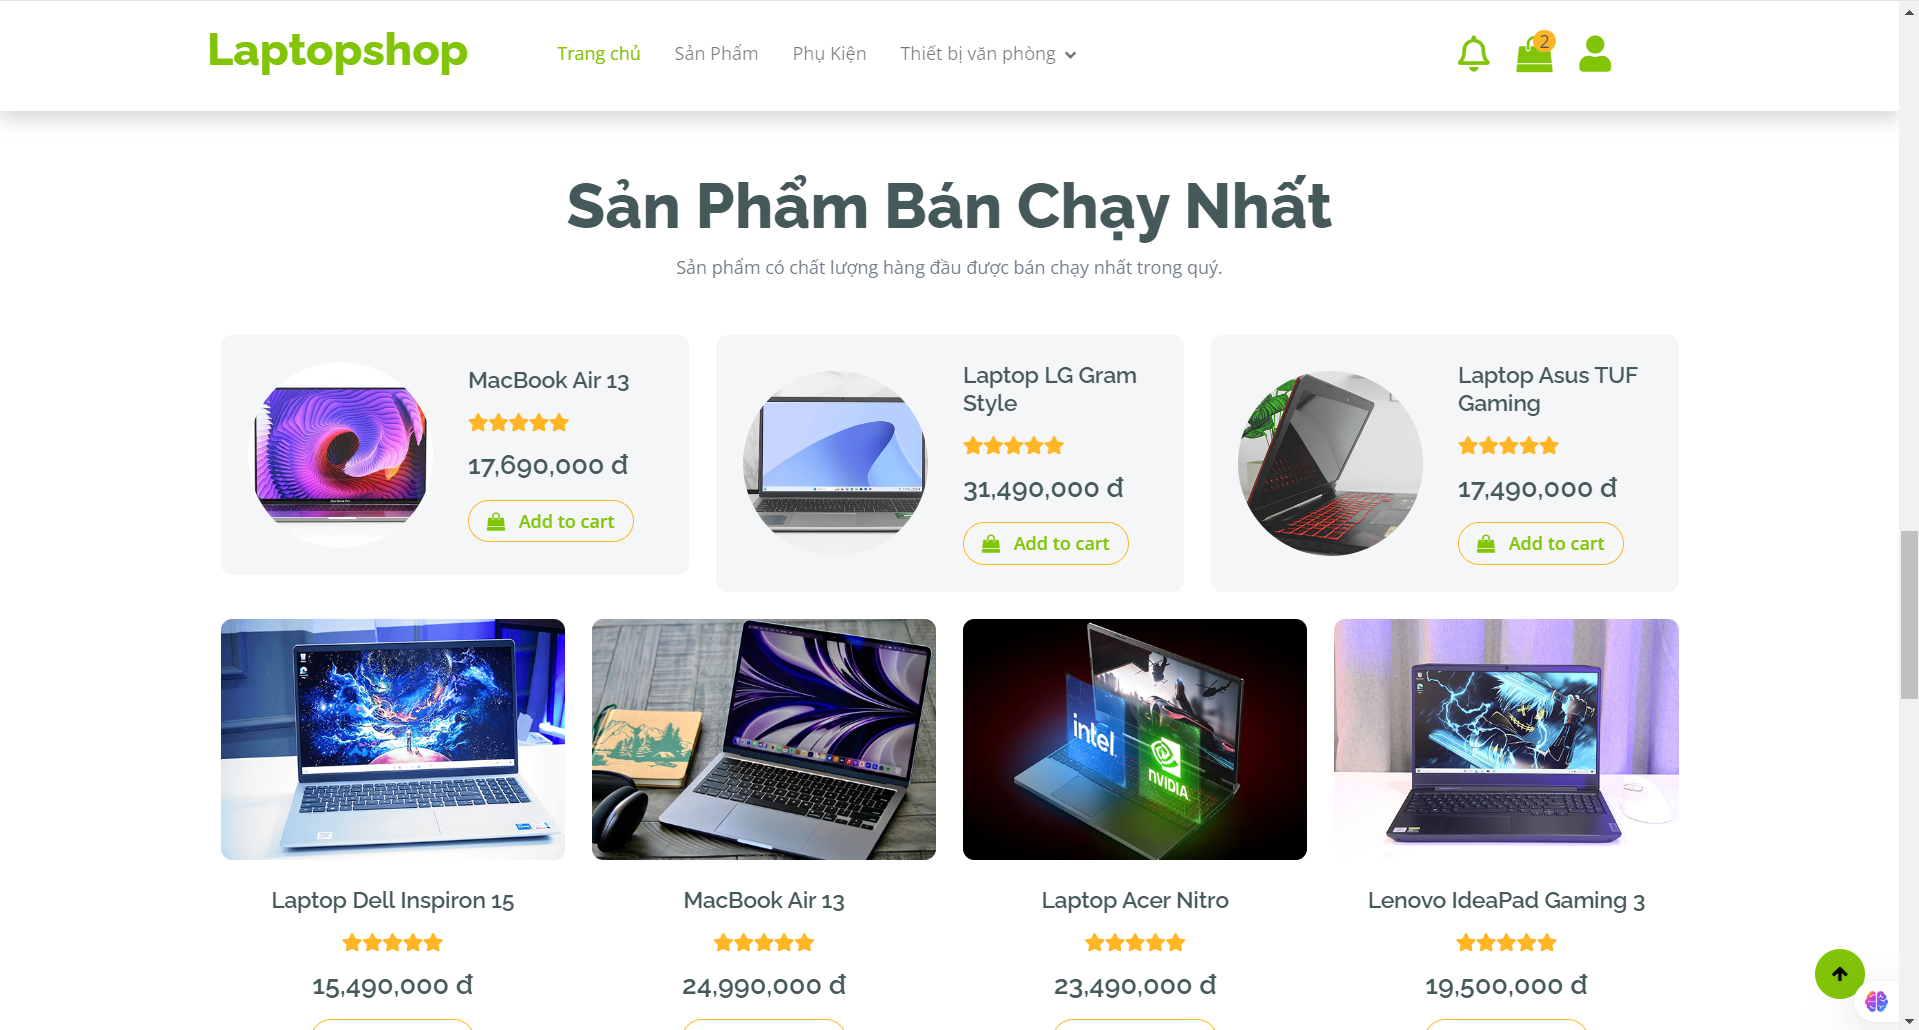 Laptopshop
Trang chủ
Sản Phẩm
Phụ Kiện
Thiết bị văn phòng
2
Sản Phẩm Bán Chạy Nhất
Sản phẩm có chất lượng hàng đầu được bán chạy nhất trong quý.
MacBook Air 13
17,690,000 đ
Add to cart
Laptop LG Gram
Style
31,490,000 đ
Add to cart
Laptop Asus TUF
Gaming
17,490,000 đ
Add to cart
intel
NVIDIA
Laptop Dell Inspiron 15
15,490,000 đ
MacBook Air 13
24,990,000 đ
Laptop Acer Nitro
23,490,000 đ
Lenovo IdeaPad Gaming 3
19,500,000 đ